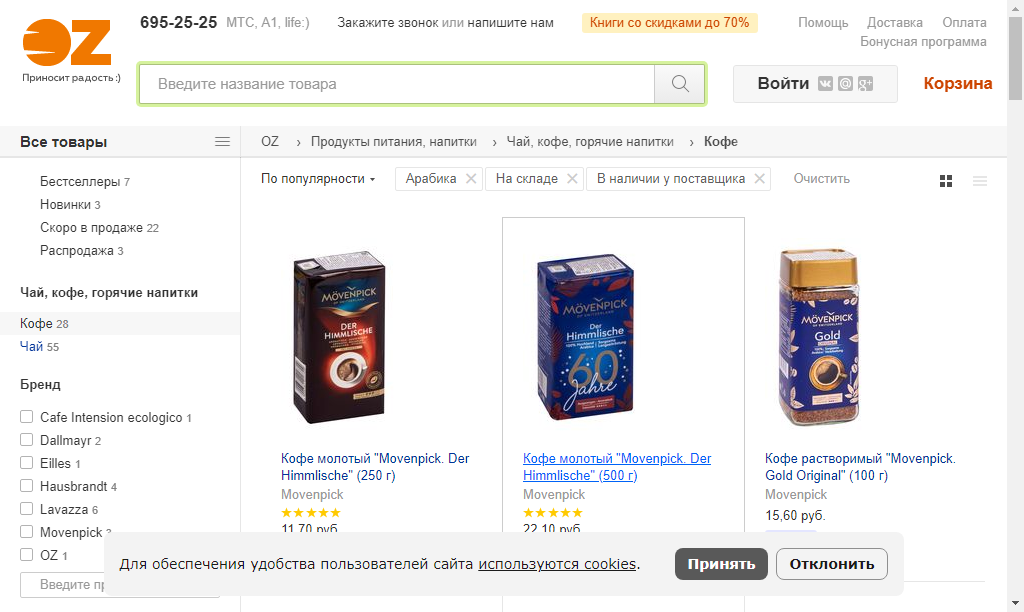 OZ
Приносит радость :)
695-25-25 МТС, A1, life:)
Закажите звонок или напишите нам
Книги со скидками до 70%
Помощь Доставка Оплата
Бонусная программа
Введите название товара
Войти
Корзина
Все товары
OZ › Продукты питания, напитки › Чай, кофе, горячие напитки › Кофе
Бестселлеры 7
Новинки 3
Скоро в продаже 22
Распродажа 3
Чай, кофе, горячие напитки
Кофе 28
Чай 55
Бренд
Cafe Intension ecologico 1
Dallmayr 2
Eilles 1
Hausbrandt 4
Lavazza 6
Movenpick
OZ 1
По популярности
Арабика
На складе
В наличии у поставщика
Очистить
MÖVENPICK
DER
HIMMLISCHE
MÖVENPICK
Der
Himmlische
60
Jahre
MÖVENPICK
Gold
ORIGINAL
Кофе молотый "Movenpick. Der
Himmlische" (250 г)
Movenpick
11,70 руб.
Кофе молотый "Movenpick. Der
Himmlische" (500 г)
Movenpick
22,10 руб.
Кофе растворимый "Movenpick.
Gold Original" (100 г)
Movenpick
15,60 руб.
Для обеспечения удобства пользователей сайта используются cookies.
Принять
Отклонить
Введите